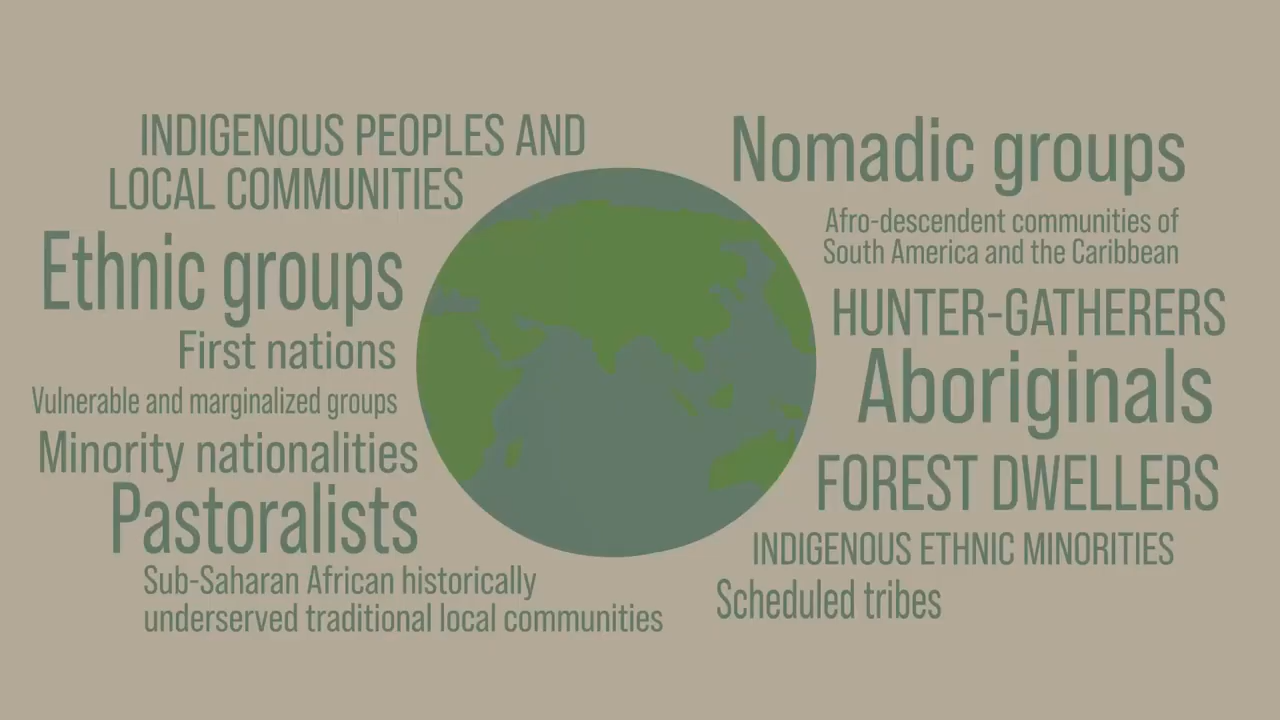 INDIGENOUS PEOPLES AND
LOCAL COMMUNITIES
Ethnic groups
First nations
Vulnerable and marginalized groups
Minority nationalities
Pastoralists
Sub-Saharan African historically
underserved traditional local communities
Nomadic groups
Afro-descendent communities of
South America and the Caribbean
HUNTER-GATHERERS
Aboriginals
FOREST DWELLERS
INDIGENOUS ETHNIC MINORITIES
Scheduled tribes